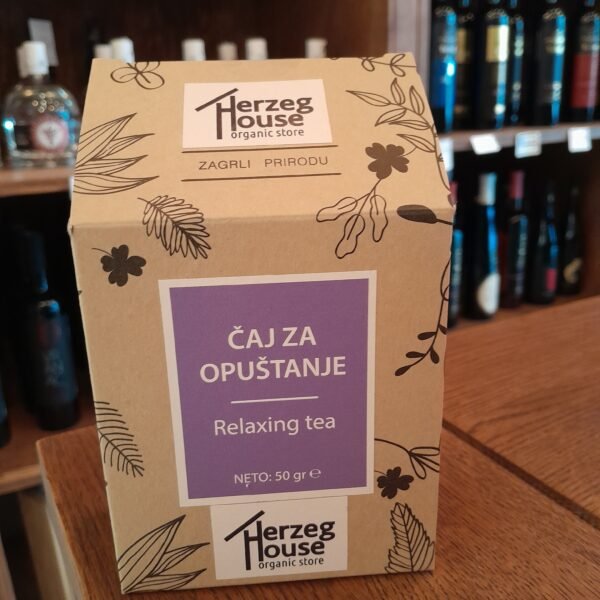 Herzeg
House
organic store
ZAGRLI PRIRODU
ČAJ ZA
OPUŠTANJE
Relaxing tea
NETO: 50 gr ℮
Herzeg
House
organic store